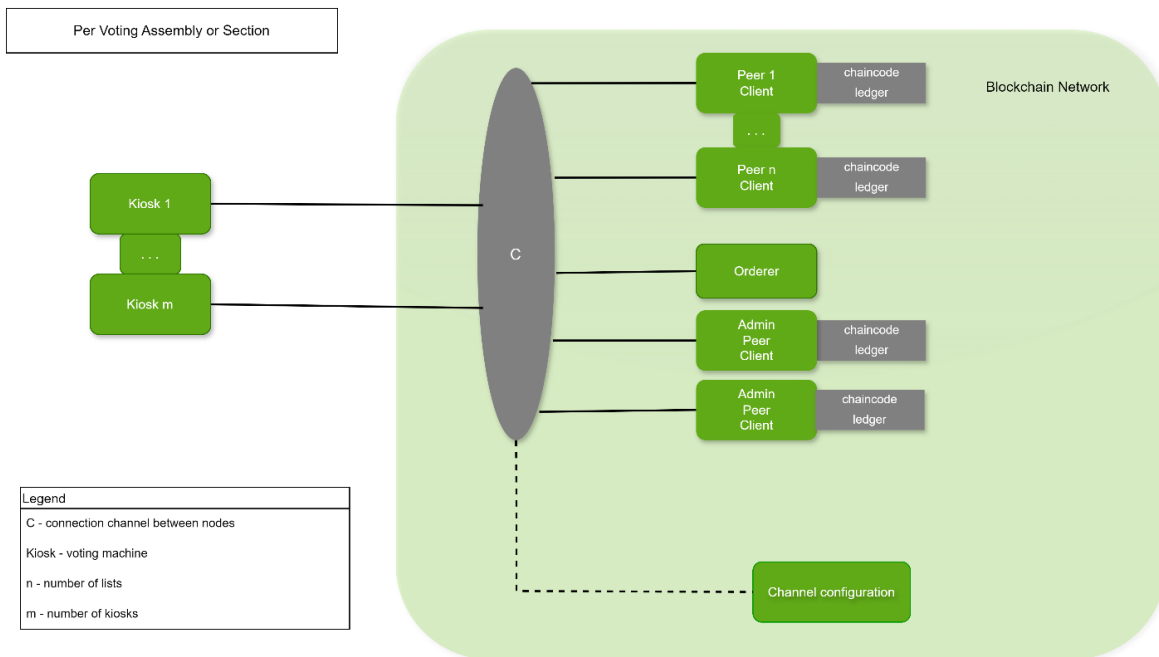 Per Voting Assembly or Section
Blockchain Network
Peer 1
Client
chaincode
ledger
. . .
Peer n
Client
chaincode
ledger
Kiosk 1
. . .
Kiosk m
C
Orderer
Admin
Peer
Client
chaincode
ledger
Admin
Peer
Client
chaincode
ledger
Legend
C - connection channel between nodes
Kiosk - voting machine
n - number of lists
m - number of kiosks
Channel configuration